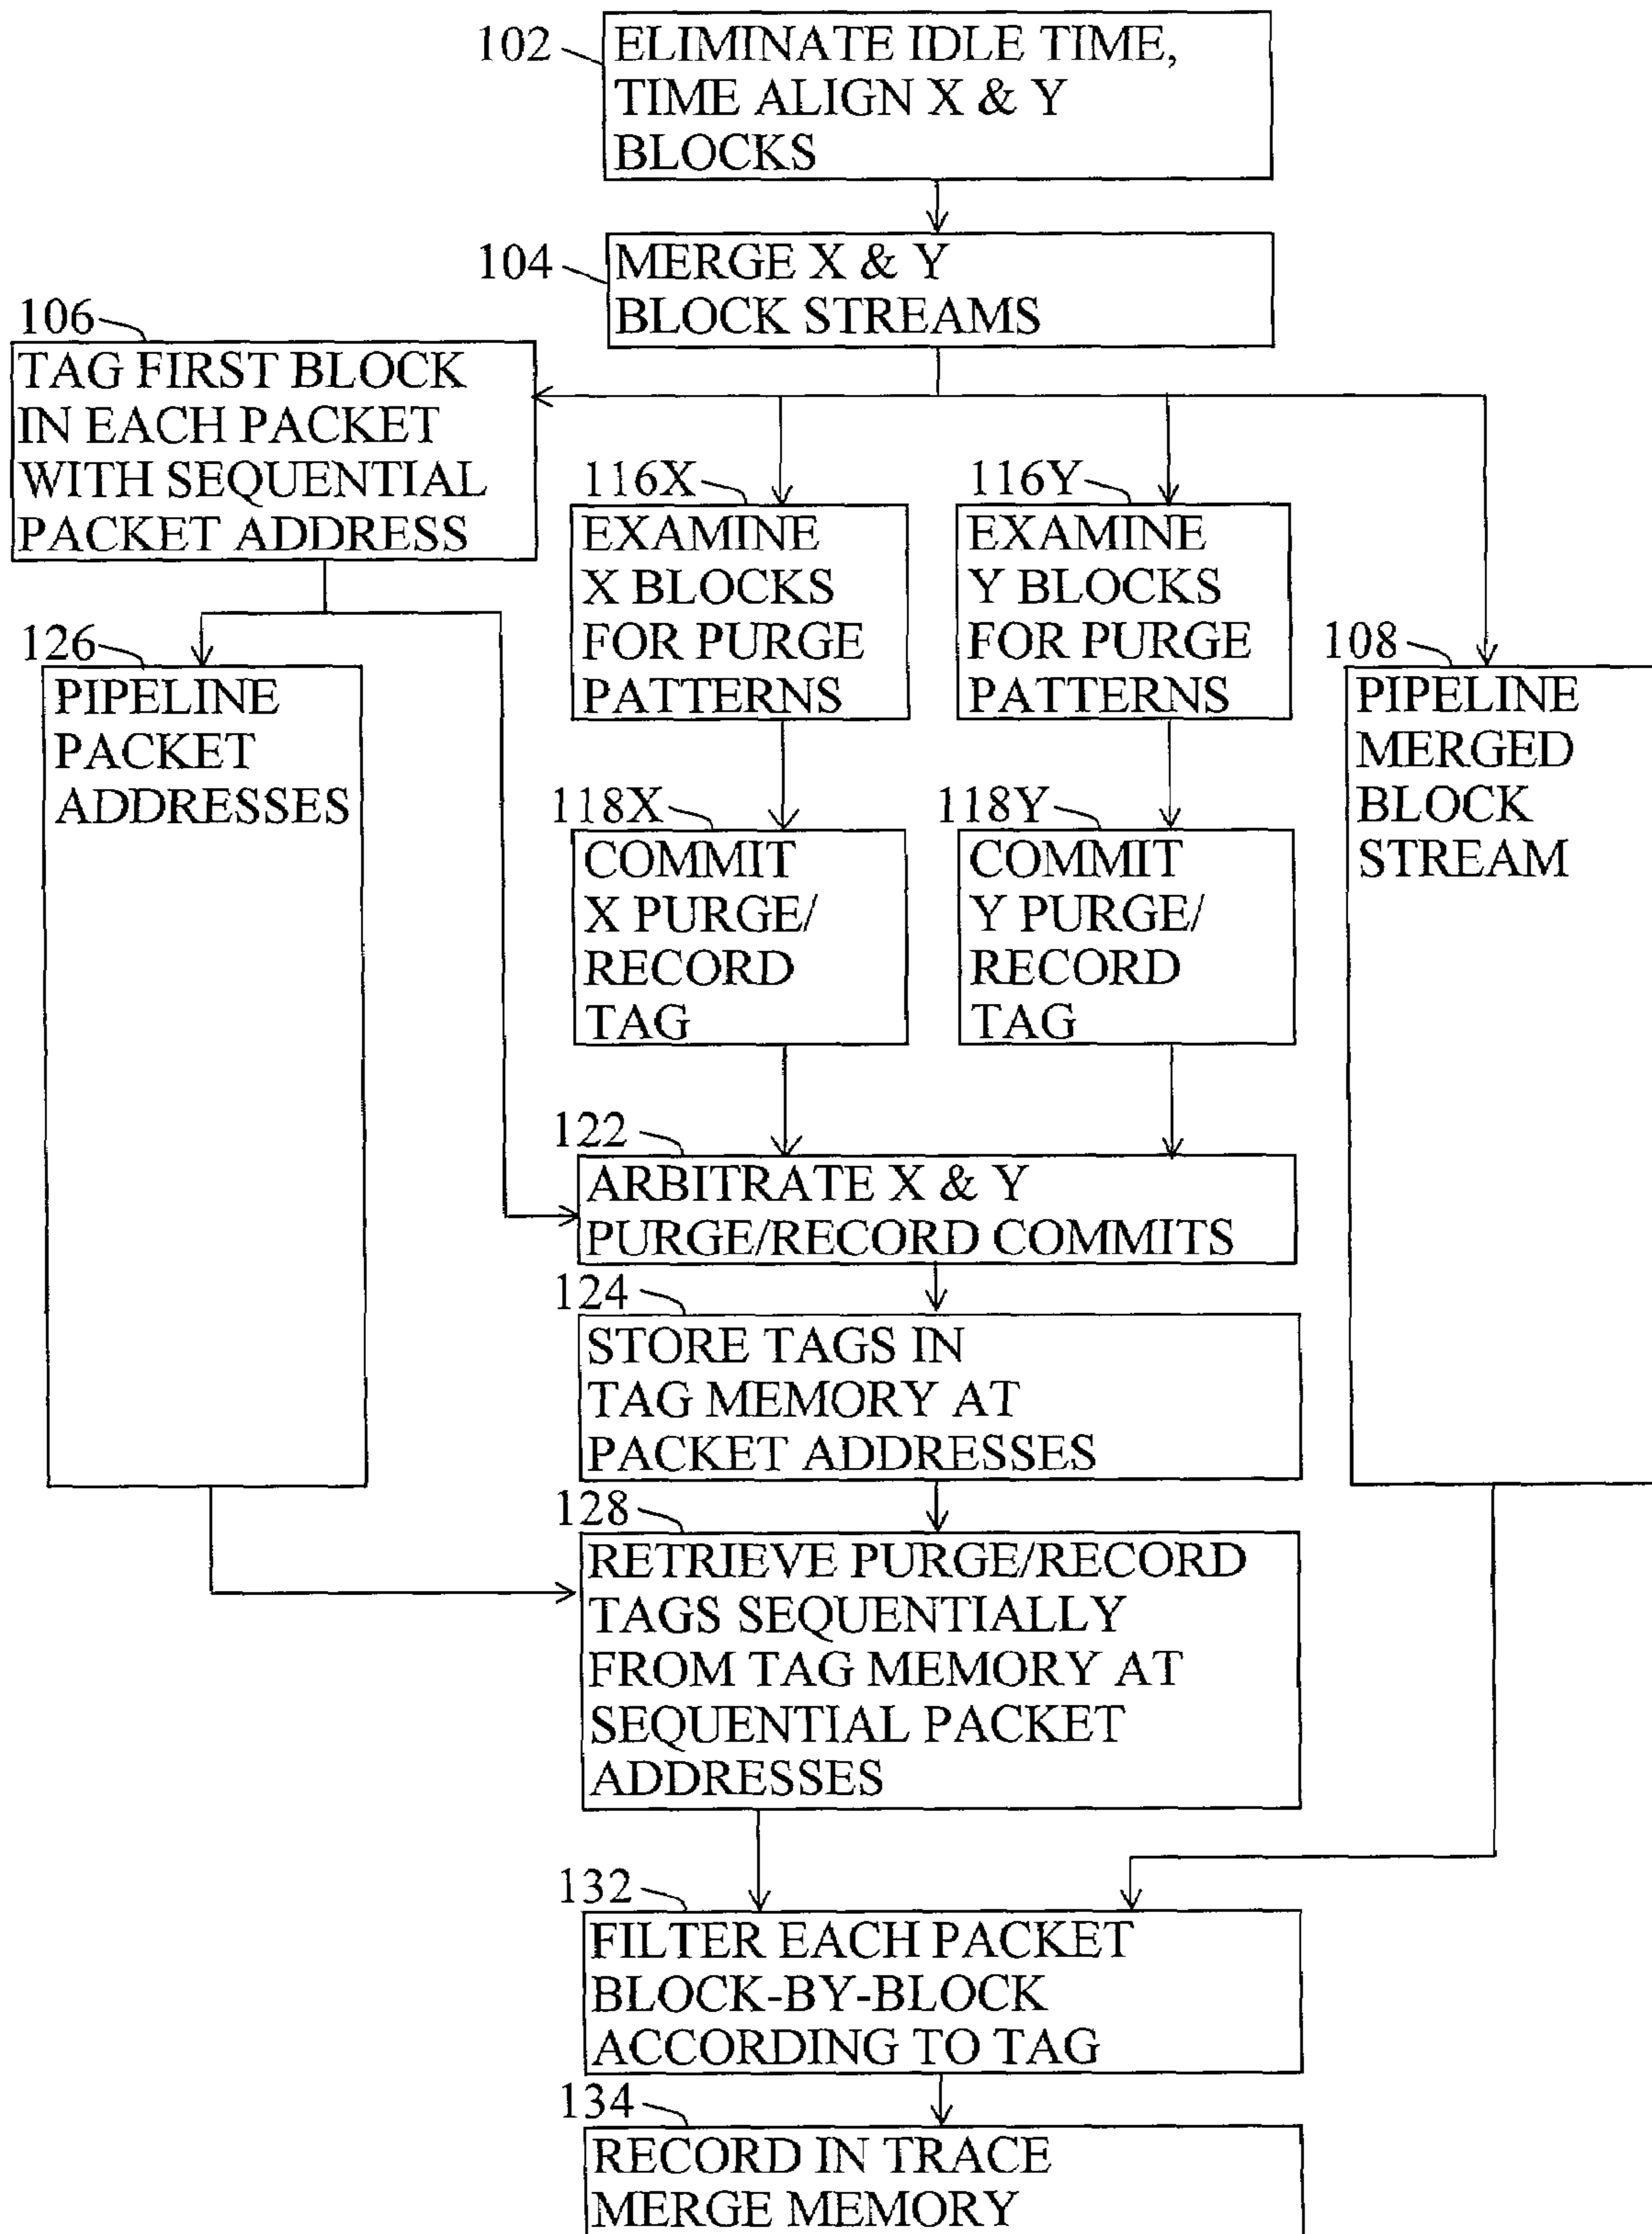 102
ELIMINATE IDLE TIME,
TIME ALIGN X & Y
BLOCKS
104
MERGE X & Y
BLOCK STREAMS
106
TAG FIRST BLOCK
IN EACH PACKET
WITH SEQUENTIAL
PACKET ADDRESS
116X
EXAMINE
X BLOCKS
FOR PURGE
PATTERNS
116Y
EXAMINE
Y BLOCKS
FOR PURGE
PATTERNS
126
PIPELINE
PACKET
ADDRESSES
108
PIPELINE
MERGED
BLOCK
STREAM
118X
COMMIT
X PURGE/
RECORD
TAG
118Y
COMMIT
Y PURGE/
RECORD
TAG
122
ARBITRATE X & Y
PURGE/RECORD COMMITS
124
STORE TAGS IN
TAG MEMORY AT
PACKET ADDRESSES
128
RETRIEVE PURGE/RECORD
TAGS SEQUENTIALLY
FROM TAG MEMORY AT
SEQUENTIAL PACKET
ADDRESSES
132
FILTER EACH PACKET
BLOCK-BY-BLOCK
ACCORDING TO TAG
134
RECORD IN TRACE
MERGE MEMORY